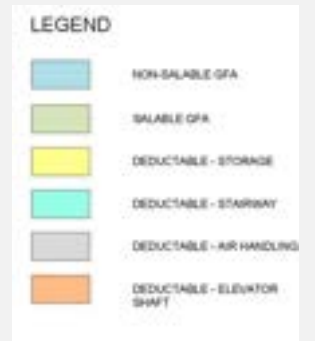 LEGEND
NON-SALABLE GFA
SALABLE GFA
DEDUCTABLE - STORAGE
DEDUCTABLE - STAIRWAY
DEDUCTABLE - AIR HANDLING
DEDUCTABLE - ELEVATOR
SHAFT